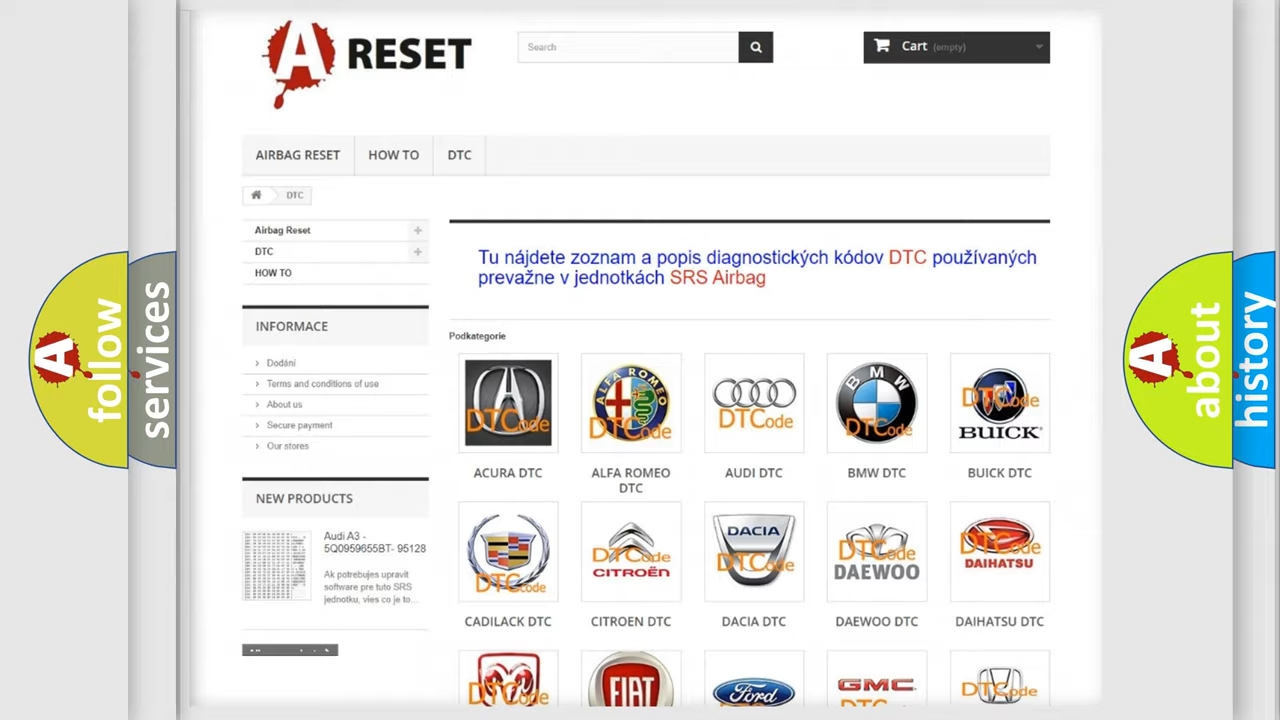 A RESET
Search
Cart (empty)
AIRBAG RESET
HOW TO
DTC
DTC
Airbag Reset
DTC
HOW TO
INFORMACE
Dodání
Terms and conditions of use
About us
Secure payment
Our stores
NEW PRODUCTS
Audi A3 -
5Q0959655BT- 95128
Ak potrebujes upravit
software pre tuto SRS
jednotku, vies co je to...
Tu nájdete zoznam a popis diagnostických kódov DTC používaných
prevažne v jednotkách SRS Airbag
Podkategorie
DTCode
ACURA DTC
ALFA ROMEO
DTCode
ALFA ROMEO
DTC
DTCode
AUDI DTC
BMW
DTCode
BMW DTC
DTCode
BUICK
BUICK DTC
DTCode
CADILACK DTC
DTCode
CITROËN
CITROEN DTC
DACIA
DTCode
DACIA DTC
DTCode
DAEWOO
DAEWOO DTC
DTCode
DAIHATSU
DAIHATSU DTC
DTCode
FIAT
Ford
GMC
DTCode
A follow
services
A about
history